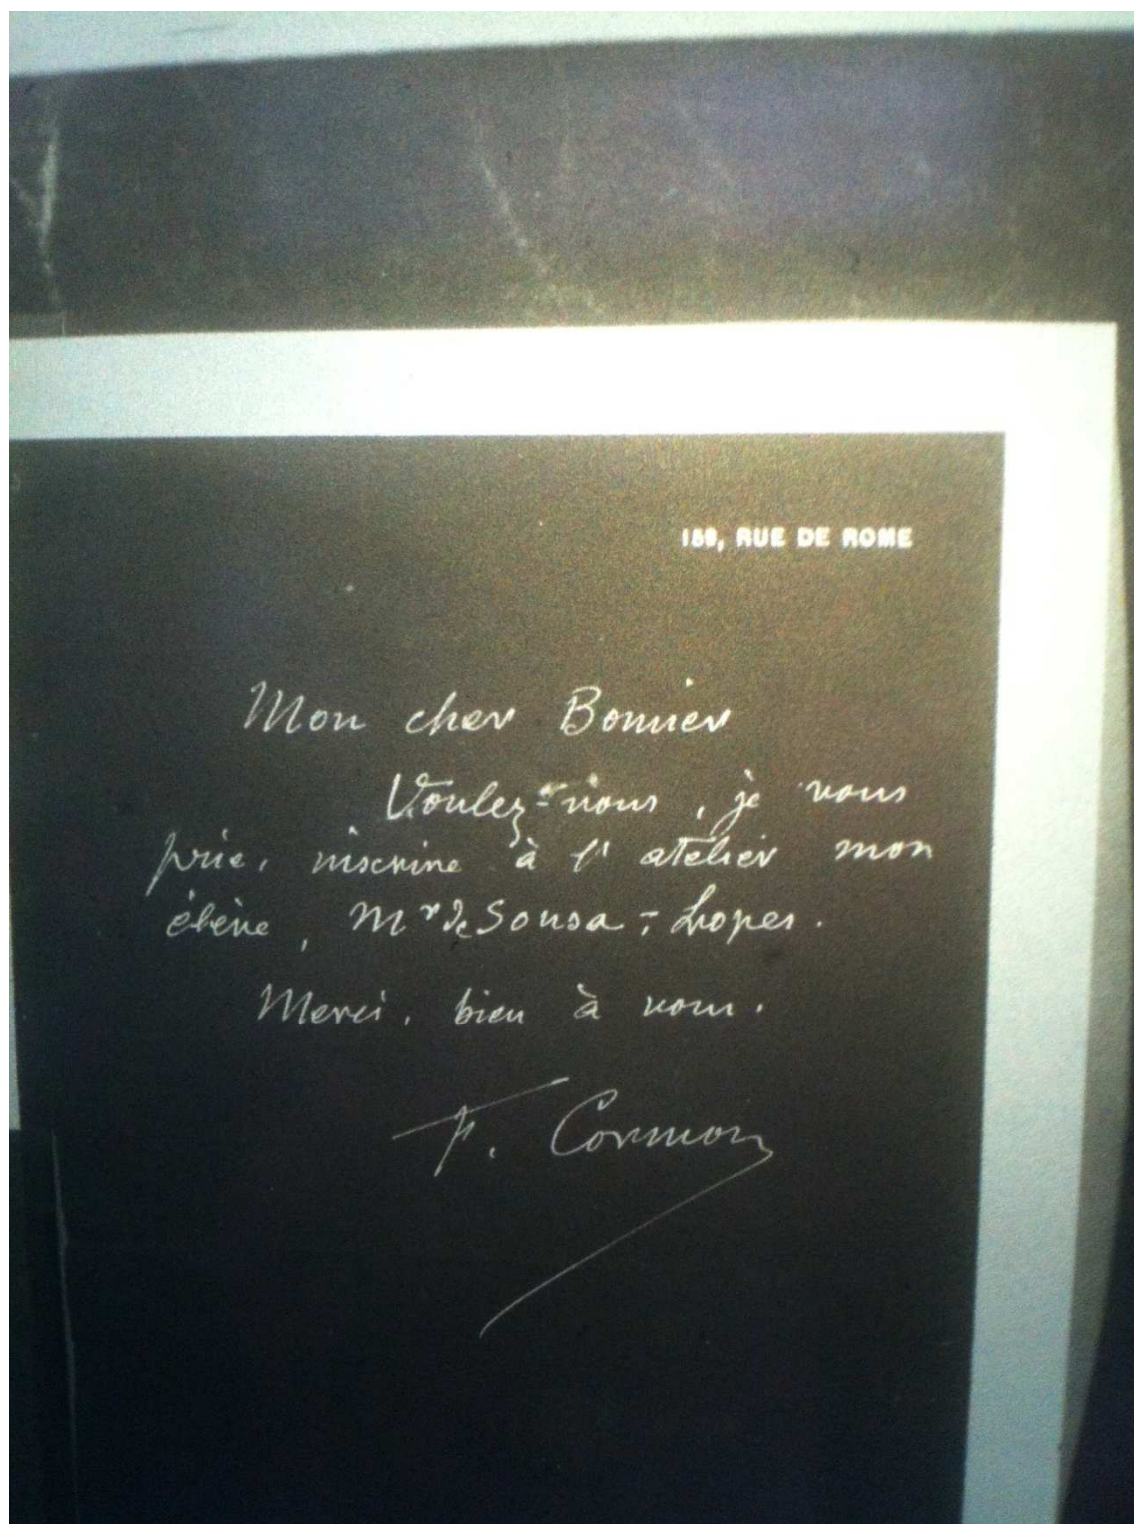 159, RUE DE ROME
Mon cher Bonnier
Voulez-vous, je vous
prie, inscrire à l'atelier mon
élève, Mr de Sousa-Lopes.
Merci, bien à vous.
F. Cormon